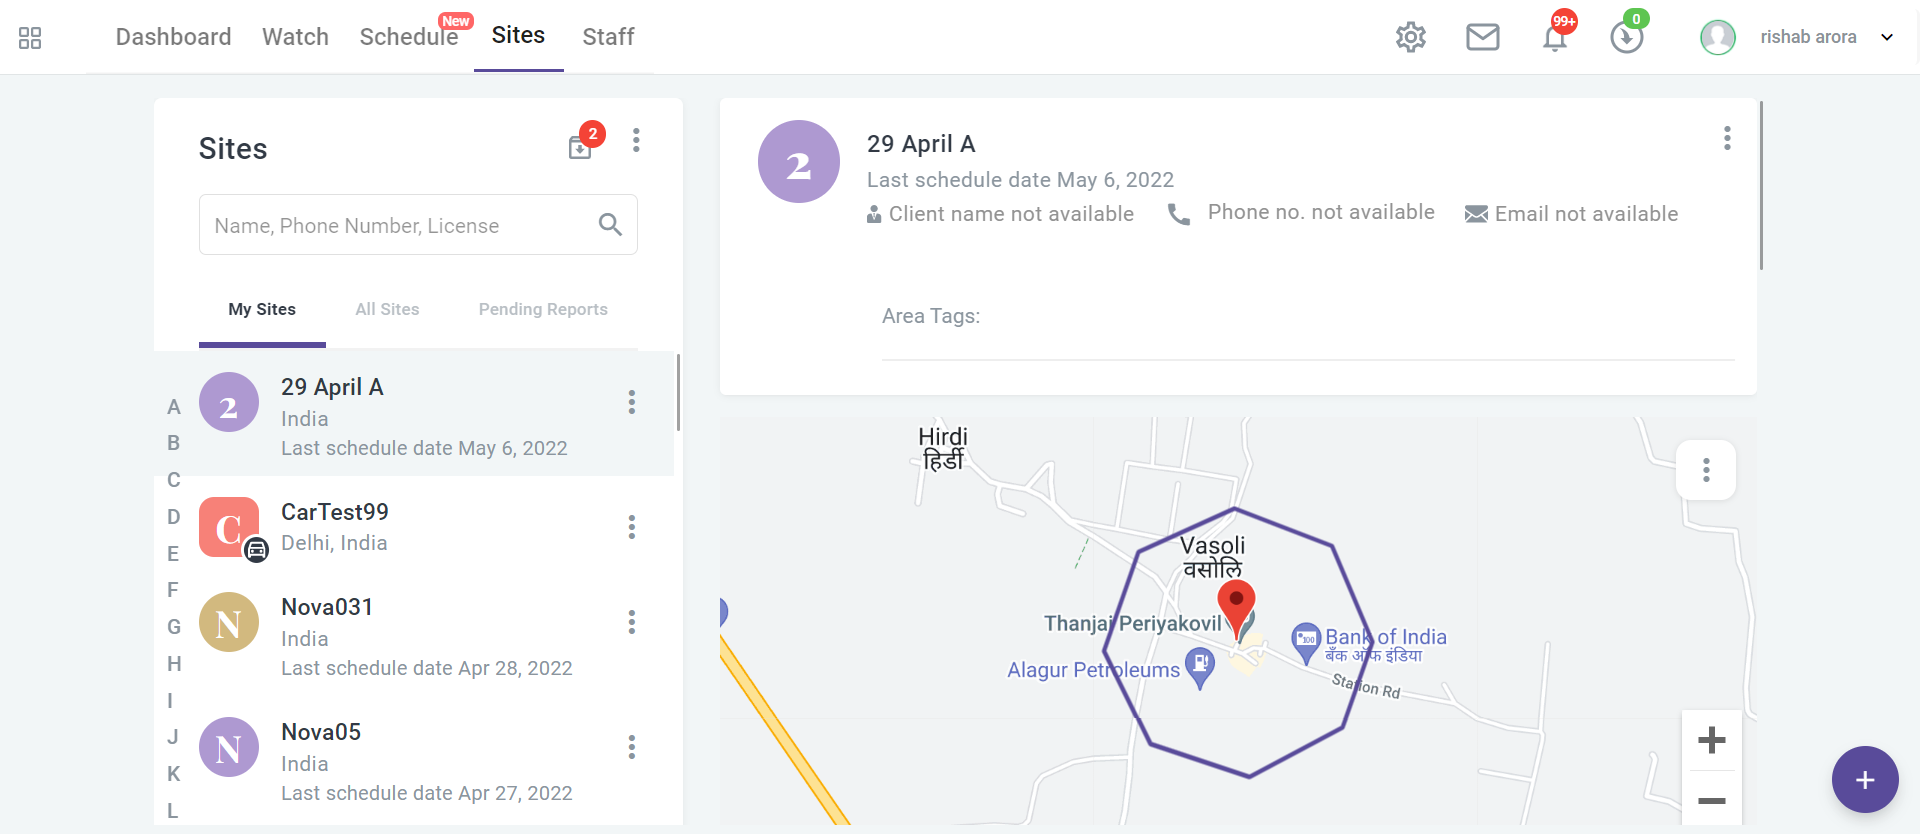 Dashboard
Watch
Schedule
New
Sites
Staff
99+
0
rishab arora
Sites
2
Name, Phone Number, License
My Sites
All Sites
Pending Reports
A
B
C
D
E
F
G
H
I
J
K
L
2
29 April A
India
Last schedule date May 6, 2022
C
CarTest99
Delhi, India
N
Nova031
India
Last schedule date Apr 28, 2022
N
Nova05
India
Last schedule date Apr 27, 2022
2
29 April A
Last schedule date May 6, 2022
Client name not available
Phone no. not available
Email not available
Area Tags:
Hirdi
हिर्डी
Vasoli
वसोलि
Thanjai Periyakovil
Alagur Petroleums
100
Bank of India
बैंक ऑफ इंडिया
Station Rd
+
−
+